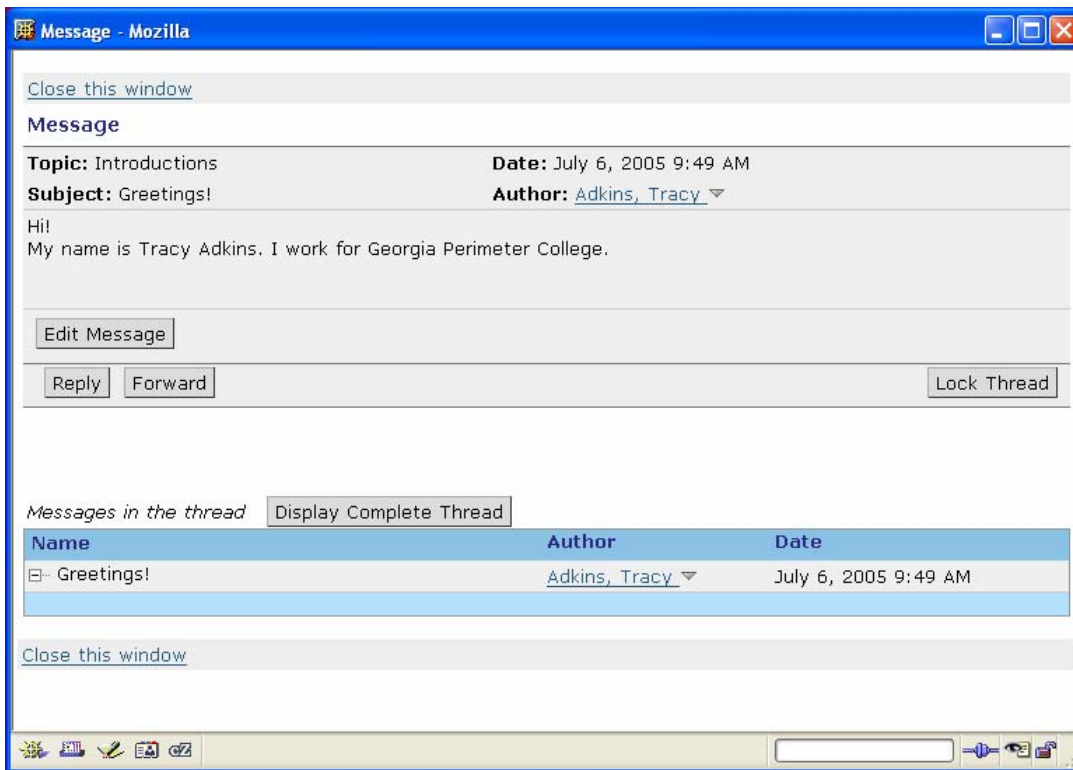 Message - Mozilla
Close this window
Message
Topic: Introductions Date: July 6, 2005 9:49 AM
Subject: Greetings! Author: Adkins, Tracy
Hi!
My name is Tracy Adkins. I work for Georgia Perimeter College.
Edit Message
Reply Forward Lock Thread
Messages in the thread Display Complete Thread
Name Author Date
Greetings! Adkins, Tracy July 6, 2005 9:49 AM
Close this window